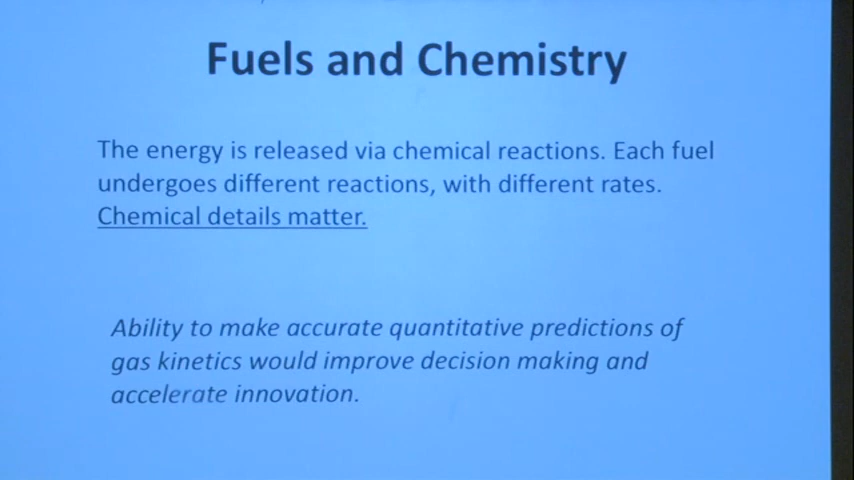 Fuels and Chemistry
The energy is released via chemical reactions. Each fuel
undergoes different reactions, with different rates.
Chemical details matter.
Ability to make accurate quantitative predictions of
gas kinetics would improve decision making and
accelerate innovation.